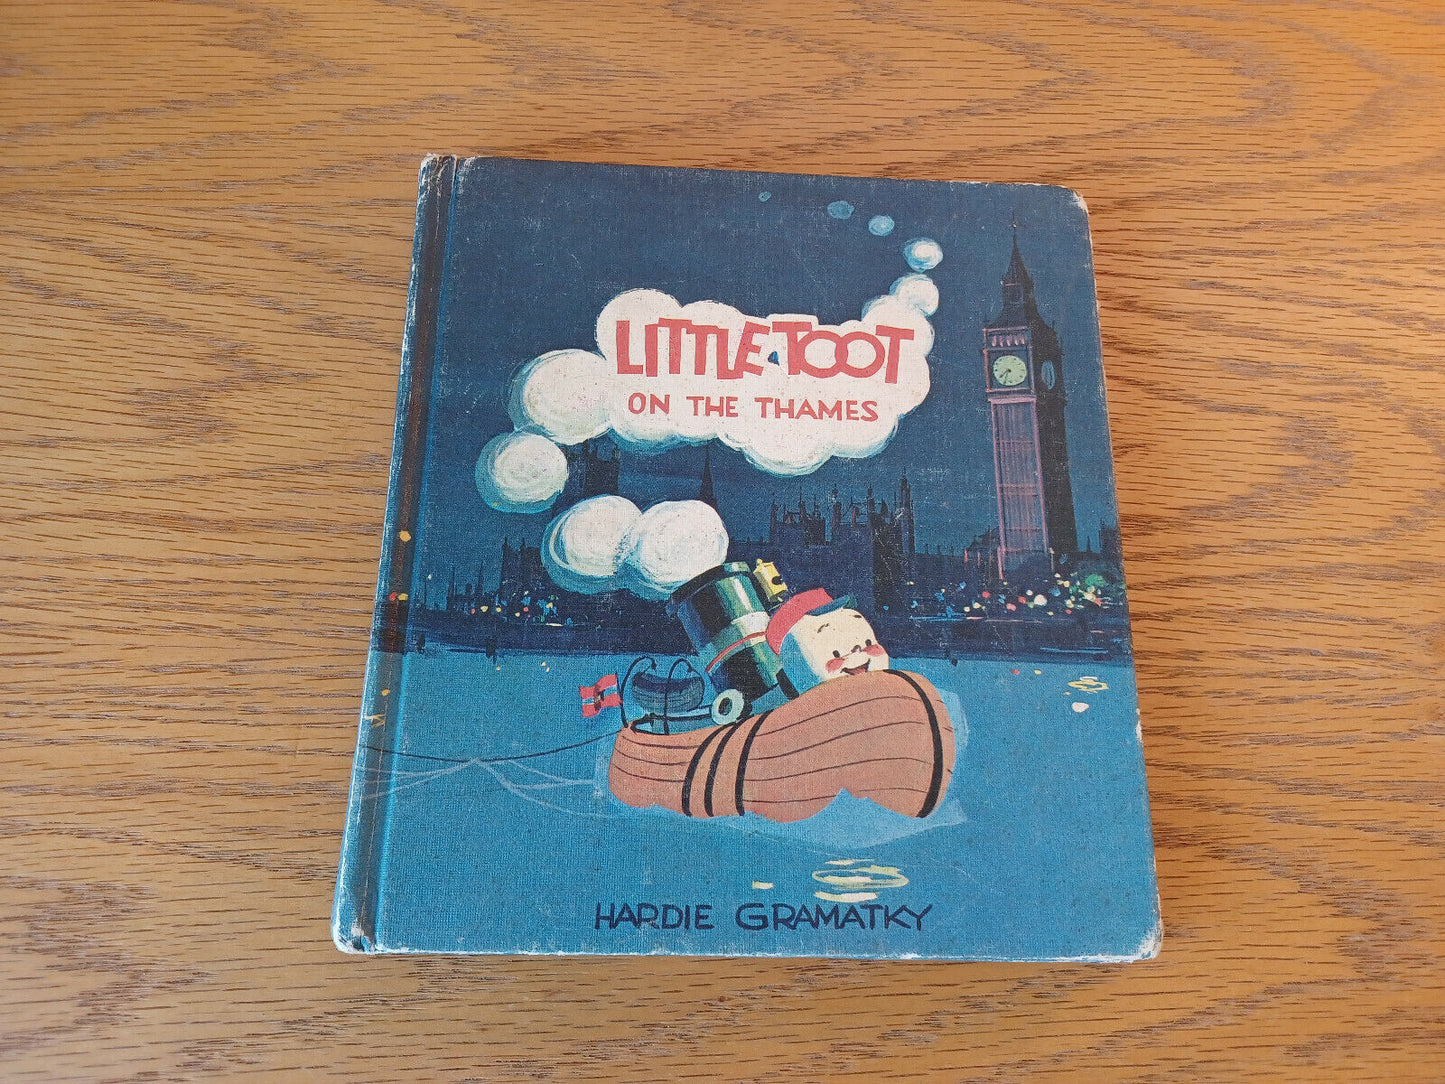 LITTLE TOOT
ON THE THAMES
HARDIE GRAMATKY